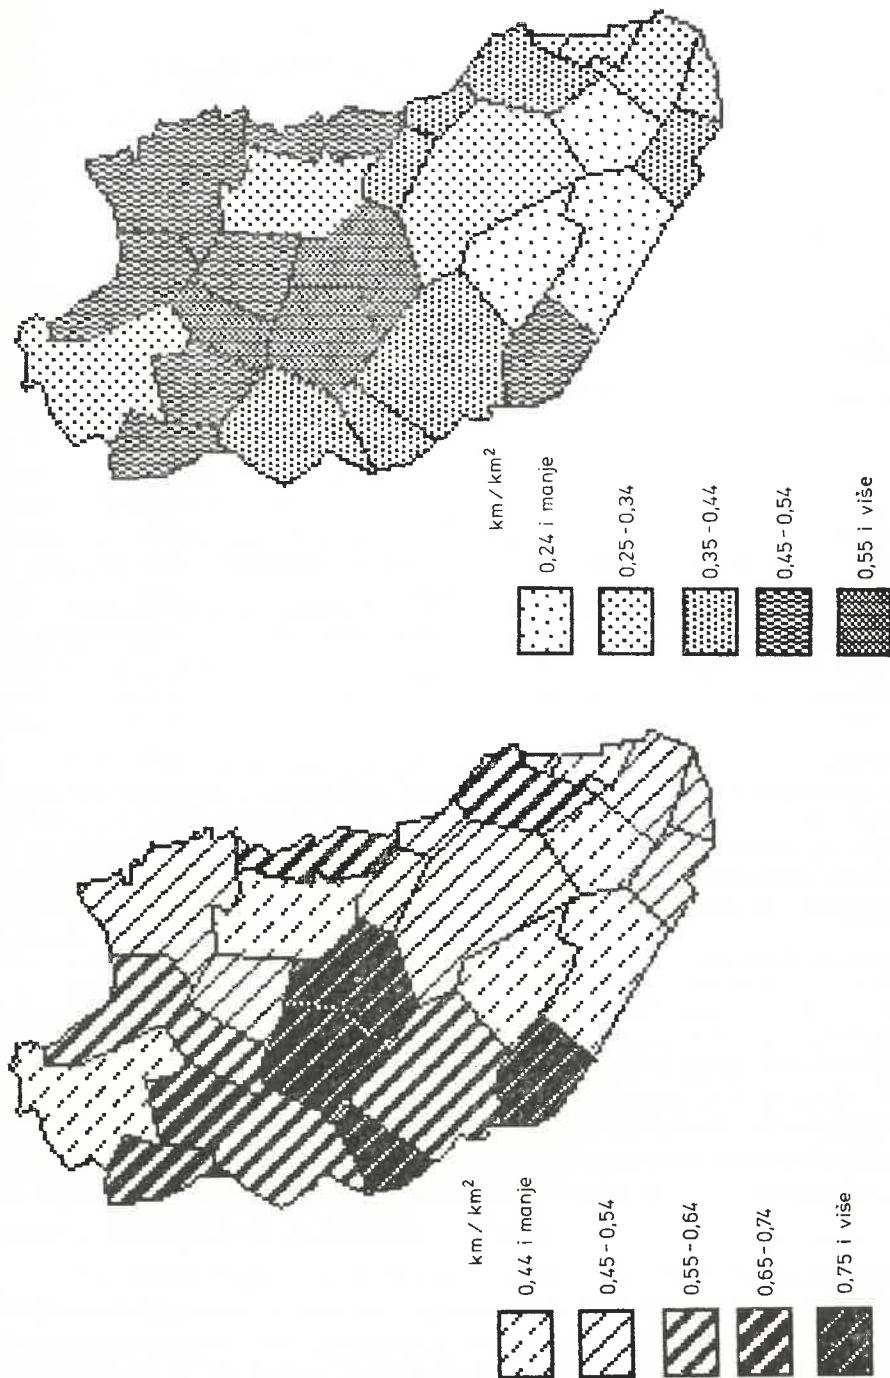 km / km²
0,24 i manje
0,25 - 0,34
0,35 - 0,44
0,45 - 0,54
0,55 i više
km / km²
0,44 i manje
0,45 - 0,54
0,55 - 0,64
0,65 - 0,74
0,75 i više